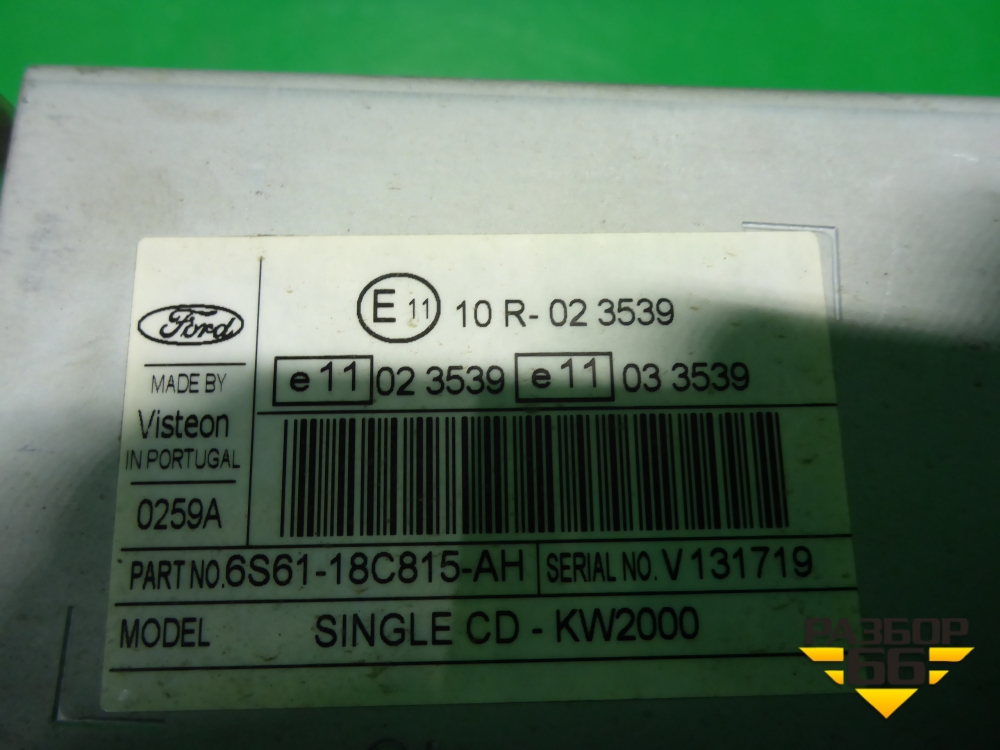 E 11 10 R- 02 3539
Ford
e 11 02 3539 e 11 03 3539
MADE BY
Visteon
IN PORTUGAL
0259A
PART NO. 6S61-18C815-AH SERIAL NO. V 131719
MODEL SINGLE CD - KW2000
РАЗБОР
66